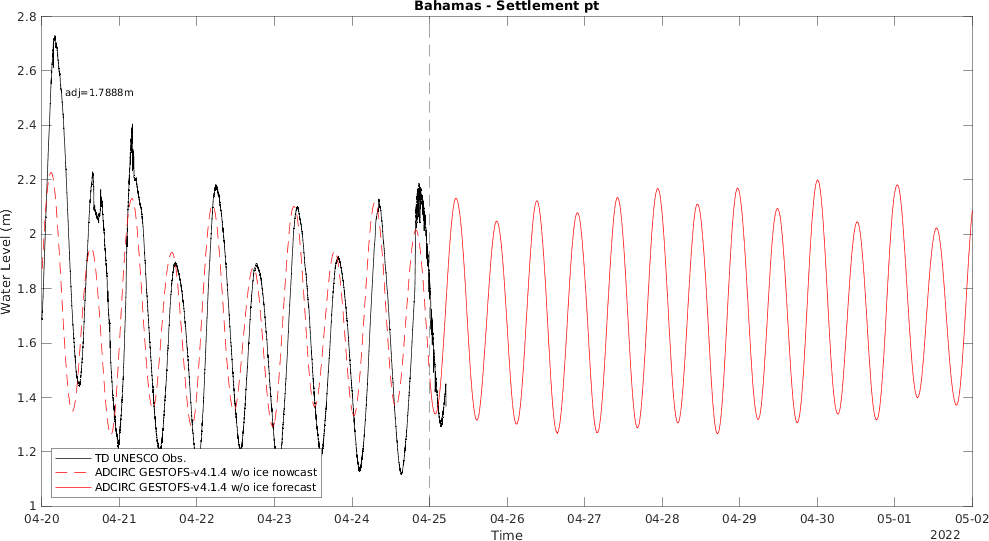 Bahamas - Settlement pt
2.8
2.6
2.4
2.2
2
1.8
1.6
1.4
1.2
1
Water Level (m)
adj=1.7888m
TD UNESCO Obs.
ADCIRC GESTOFS-v4.1.4 w/o ice nowcast
ADCIRC GESTOFS-v4.1.4 w/o ice forecast
04-20 04-21 04-22 04-23 04-24 04-25 04-26 04-27 04-28 04-29 04-30 05-01 05-02
Time
2022